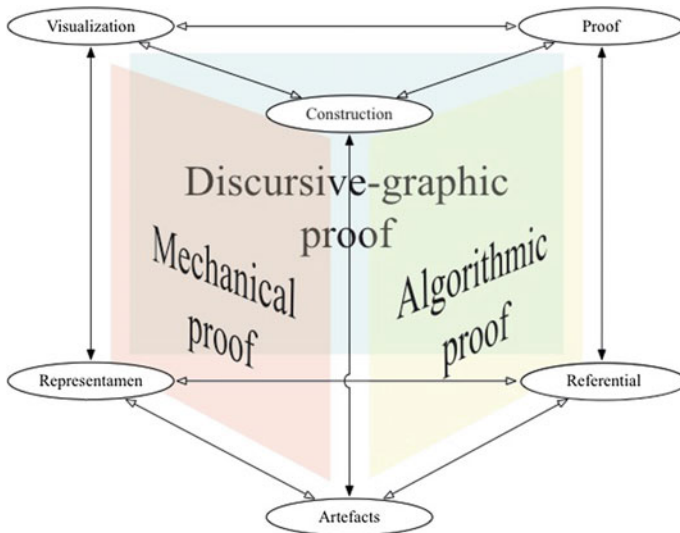 Visualization
Proof
Construction
Discursive-graphic
proof
Mechanical
proof
Algorithmic
proof
Representamen
Referential
Artefacts